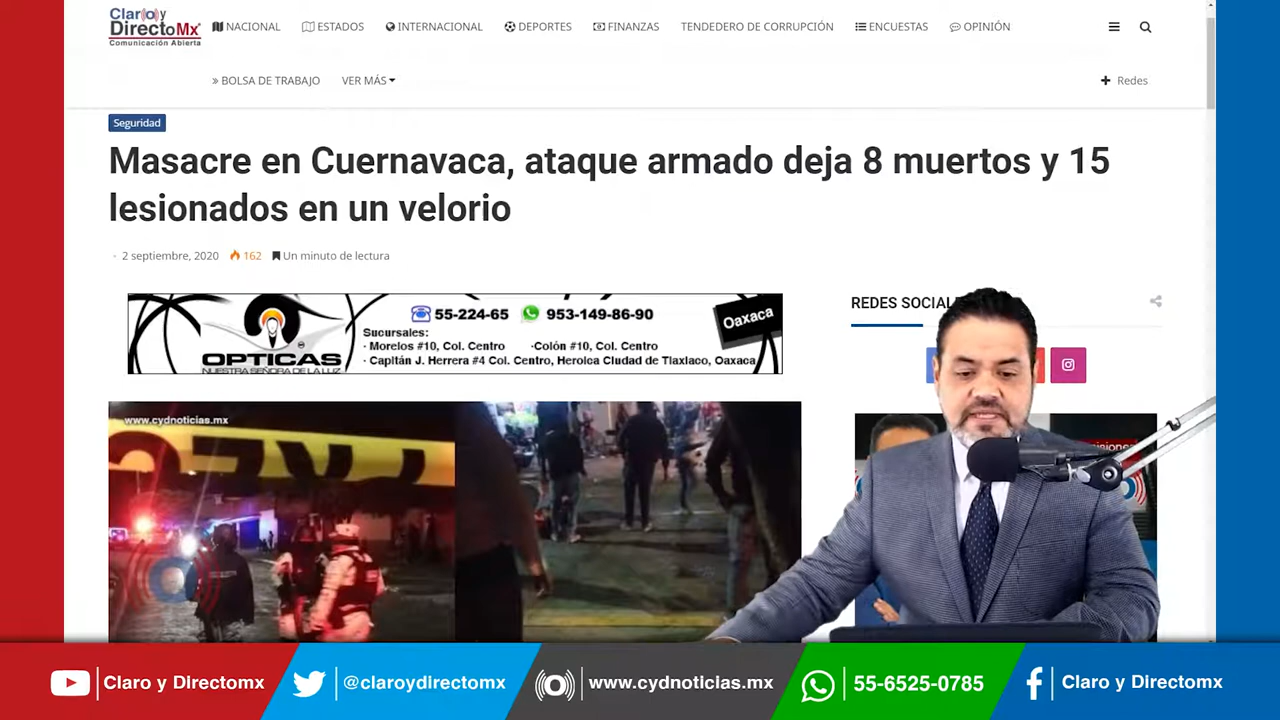 Claro y
DirectoMx
Comunicación Abierta
NACIONAL
ESTADOS
INTERNACIONAL
DEPORTES
FINANZAS
TENDEDERO DE CORRUPCIÓN
ENCUESTAS
OPINIÓN
» BOLSA DE TRABAJO
VER MÁS
Redes
Seguridad
Masacre en Cuernavaca, ataque armado deja 8 muertos y 15
lesionados en un velorio
2 septiembre, 2020
162
Un minuto de lectura
OPTICAS
NUESTRA SEÑORA DE LA LUZ
55-224-65
953-149-86-90
Sucursales:
· Morelos #10, Col. Centro
·Colón #10, Col. Centro
· Capitán J. Herrera #4 Col. Centro, Heroica Ciudad de Tlaxiaco, Oaxaca
Oaxaca
REDES SOCIALE
www.cydnoticias.mx
Claro y Directomx
@claroydirectomx
www.cydnoticias.mx
55-6525-0785
Claro y Directomx